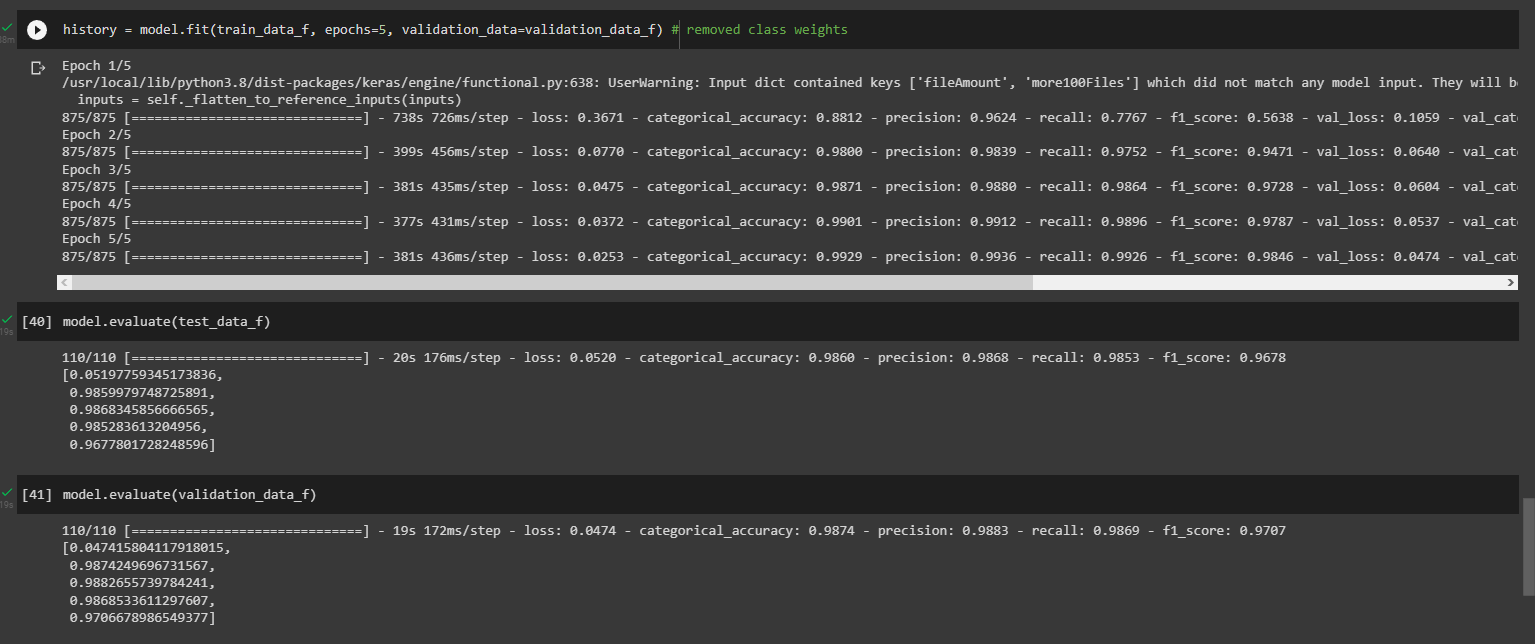 history = model.fit(train_data_f, epochs=5, validation_data=validation_data_f) # removed class weights
Epoch 1/5
/usr/local/lib/python3.8/dist-packages/keras/engine/functional.py:638: UserWarning: Input dict contained keys ['fileAmount', 'more100Files'] which did not match any model input. They will
inputs = self._flatten_to_reference_inputs(inputs)
875/875 [==============================] - 738s 726ms/step - loss: 0.3671 - categorical_accuracy: 0.8812 - precision: 0.9624 - recall: 0.7767 - f1_score: 0.5638 - val_loss: 0.1059 - val_cat
Epoch 2/5
875/875 [==============================] - 399s 456ms/step - loss: 0.0770 - categorical_accuracy: 0.9800 - precision: 0.9839 - recall: 0.9752 - f1_score: 0.9471 - val_loss: 0.0640 - val_cat
Epoch 3/5
875/875 [==============================] - 381s 435ms/step - loss: 0.0475 - categorical_accuracy: 0.9871 - precision: 0.9880 - recall: 0.9864 - f1_score: 0.9728 - val_loss: 0.0604 - val_cat
Epoch 4/5
875/875 [==============================] - 377s 431ms/step - loss: 0.0372 - categorical_accuracy: 0.9901 - precision: 0.9912 - recall: 0.9896 - f1_score: 0.9787 - val_loss: 0.0537 - val_cat
Epoch 5/5
875/875 [==============================] - 381s 436ms/step - loss: 0.0253 - categorical_accuracy: 0.9929 - precision: 0.9936 - recall: 0.9926 - f1_score: 0.9846 - val_loss: 0.0474 - val_cat
[40] model.evaluate(test_data_f)
19s
110/110 [==============================] - 20s 176ms/step - loss: 0.0520 - categorical_accuracy: 0.9860 - precision: 0.9868 - recall: 0.9853 - f1_score: 0.9678
[0.05197759345173836,
0.9859979748725891,
0.9868345856666565,
0.985283613204956,
0.9677801728248596]
[41] model.evaluate(validation_data_f)
19s
110/110 [==============================] - 19s 172ms/step - loss: 0.0474 - categorical_accuracy: 0.9874 - precision: 0.9883 - recall: 0.9869 - f1_score: 0.9707
[0.047415804117918015,
0.9874249696731567,
0.9882655739784241,
0.9868533611297607,
0.9706678986549377]